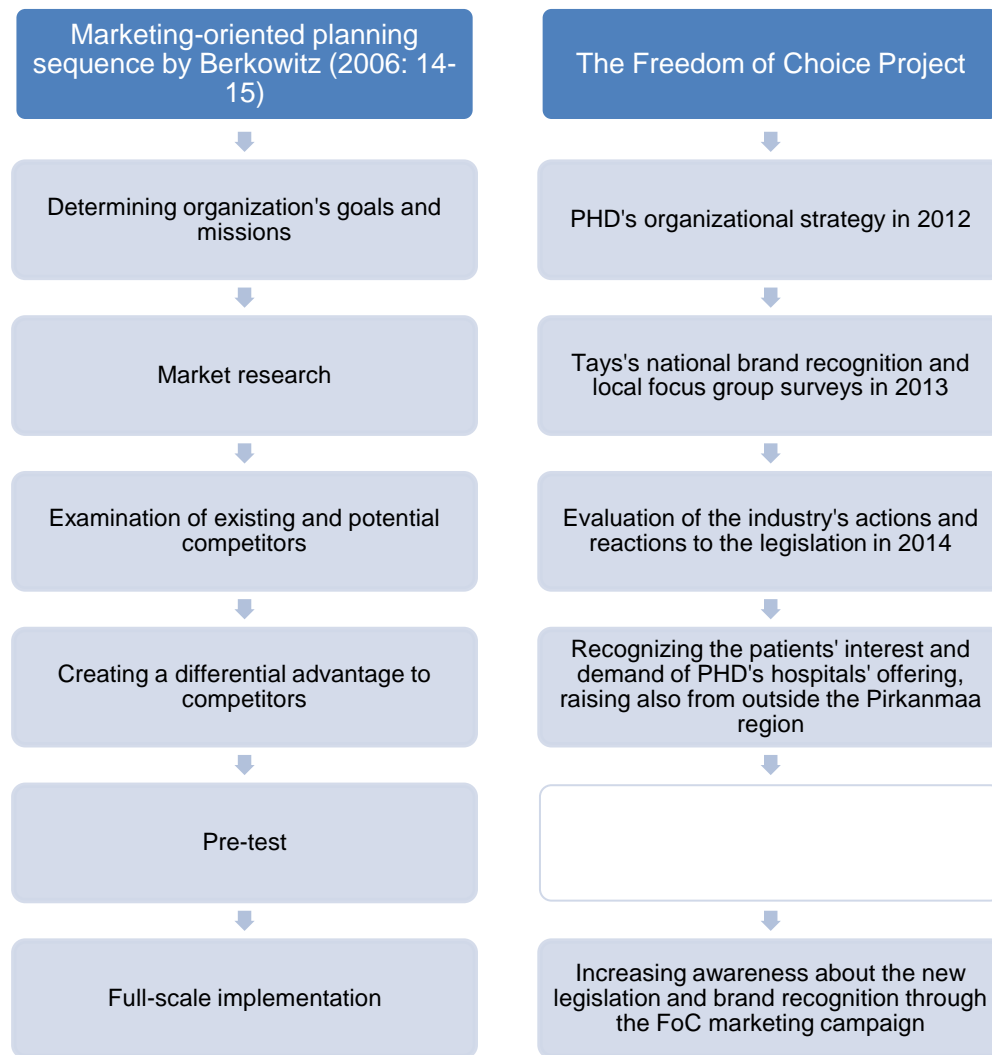 Marketing-oriented planning
sequence by Berkowitz (2006: 14-
15)
Determining organization's goals and
missions
Market research
Examination of existing and potential
competitors
Creating a differential advantage to
competitors
Pre-test
Full-scale implementation
The Freedom of Choice Project
PHD's organizational strategy in 2012
Tays's national brand recognition and
local focus group surveys in 2013
Evaluation of the industry's actions and
reactions to the legislation in 2014
Recognizing the patients' interest and
demand of PHD's hospitals' offering,
raising also from outside the Pirkanmaa
region
Increasing awareness about the new
legislation and brand recognition through
the FoC marketing campaign